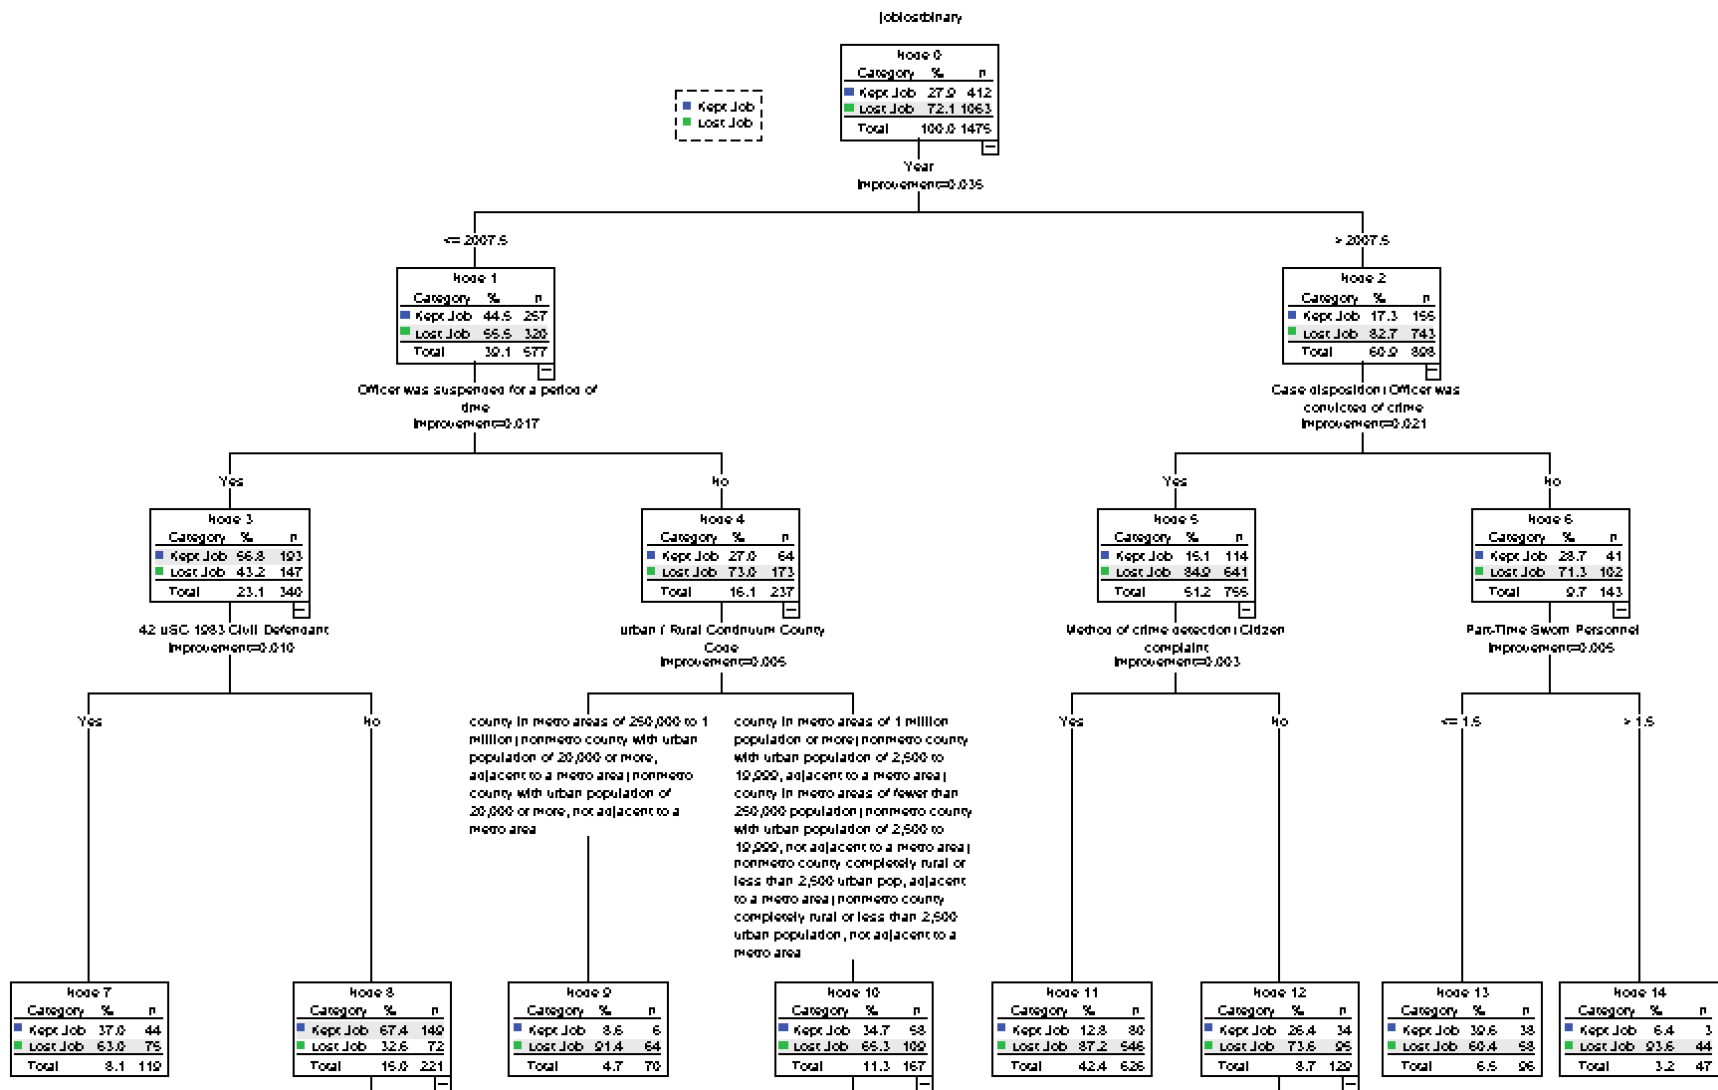 joblostbinary
Node 0
Category % n
Kept Job 27.9 412
Lost Job 72.1 1063
Total 100.0 1475
Kept Job
Lost Job
Year
Improvement=0.035
<= 2007.5
> 2007.5
Node 1
Category % n
Kept Job 44.5 257
Lost Job 55.5 320
Total 39.1 577
Node 2
Category % n
Kept Job 17.3 155
Lost Job 82.7 743
Total 60.9 898
Officer was suspended for a period of
time
Improvement=0.017
Case disposition: Officer was
convicted of crime
Improvement=0.021
Yes
No
Yes
No
Node 3
Category % n
Kept Job 56.8 193
Lost Job 43.2 147
Total 23.1 340
Node 4
Category % n
Kept Job 27.0 64
Lost Job 73.0 173
Total 16.1 237
Node 5
Category % n
Kept Job 15.1 114
Lost Job 84.9 641
Total 51.2 755
Node 6
Category % n
Kept Job 28.7 41
Lost Job 71.3 102
Total 9.7 143
42 USC 1983 Civil Defendant
Improvement=0.010
Urban / Rural Continuum County
Code
Improvement=0.005
Method of crime detection: Citizen
complaint
Improvement=0.003
Part-Time Sworn Personnel
Improvement=0.005
Yes
No
county in metro areas of 250,000 to 1
million; nonmetro county with urban
population of 20,000 or more,
adjacent to a metro area; nonmetro
county with urban population of
20,000 or more, not adjacent to a
metro area
county in metro areas of 1 million
population or more; nonmetro county
with urban population of 2,500 to
19,999, adjacent to a metro area;
county in metro areas of fewer than
250,000 population; nonmetro county
with urban population of 2,500 to
19,999, not adjacent to a metro area;
nonmetro county completely rural or
less than 2,500 urban pop, adjacent
to a metro area; nonmetro county
completely rural or less than 2,500
urban population, not adjacent to a
metro area
Yes
No
<= 1.5
> 1.5
Node 7
Category % n
Kept Job 37.0 44
Lost Job 63.0 75
Total 8.1 119
Node 8
Category % n
Kept Job 67.4 149
Lost Job 32.6 72
Total 15.0 221
Node 9
Category % n
Kept Job 8.6 6
Lost Job 91.4 64
Total 4.7 70
Node 10
Category % n
Kept Job 34.7 58
Lost Job 65.3 109
Total 11.3 167
Node 11
Category % n
Kept Job 12.8 80
Lost Job 87.2 546
Total 42.4 626
Node 12
Category % n
Kept Job 26.4 34
Lost Job 73.6 95
Total 8.7 129
Node 13
Category % n
Kept Job 39.6 38
Lost Job 60.4 58
Total 6.5 96
Node 14
Category % n
Kept Job 6.4 3
Lost Job 93.6 44
Total 3.2 47